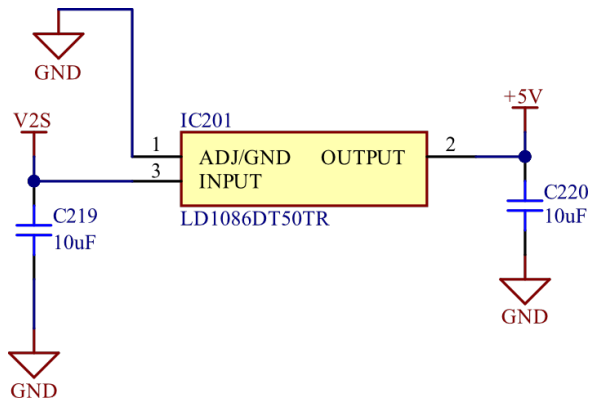 GND
V2S
IC201
+5V
1
ADJ/GND OUTPUT
2
3
INPUT
C219
10uF
LD1086DT50TR
C220
10uF
GND
GND